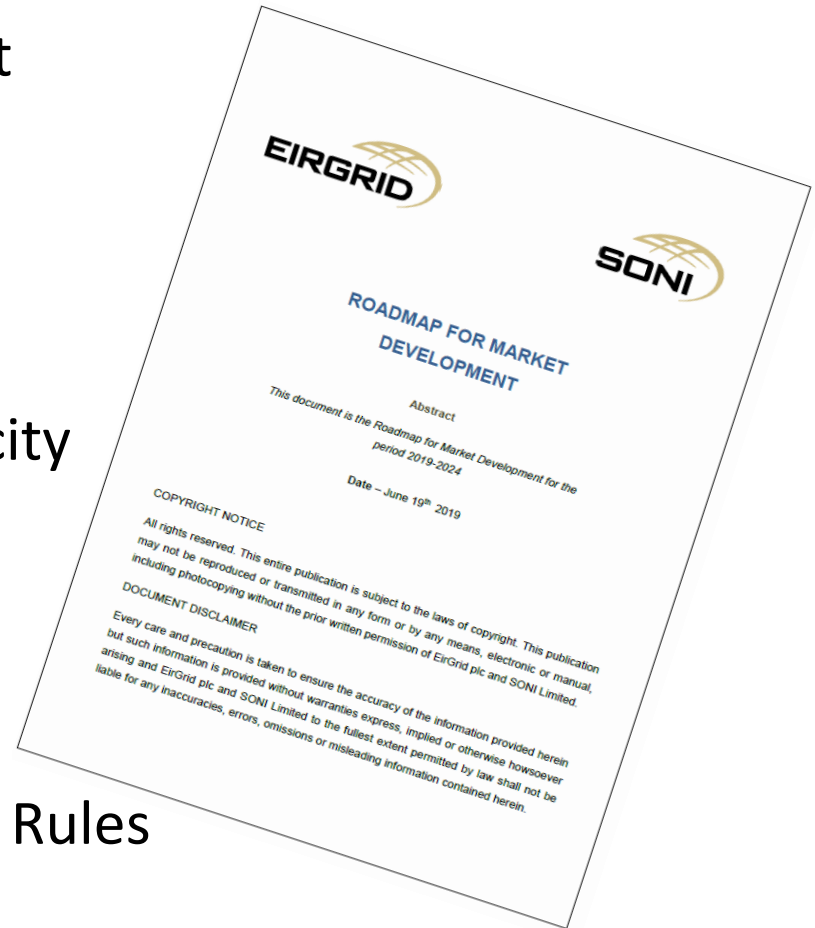 t
EIRGRID
SONI
ROADMAP FOR MARKET
DEVELOPMENT
Abstract
This document is the Roadmap for Market Development for the
period 2019-2024
Date – June 19th 2019
city
COPYRIGHT NOTICE
All rights reserved. This entire publication is subject to the laws of copyright. This publication
may not be reproduced or transmitted in any form or by any means, electronic or manual,
including photocopying without the prior written permission of EirGrid plc and SONI Limited.
DOCUMENT DISCLAIMER
Every care and precaution is taken to ensure the accuracy of the information provided herein
but such information is provided without warranties express, implied or otherwise howsoever
arising and EirGrid plc and SONI Limited to the fullest extent permitted by law shall not be
liable for any inaccuracies, errors, omissions or misleading information contained herein.
Rules